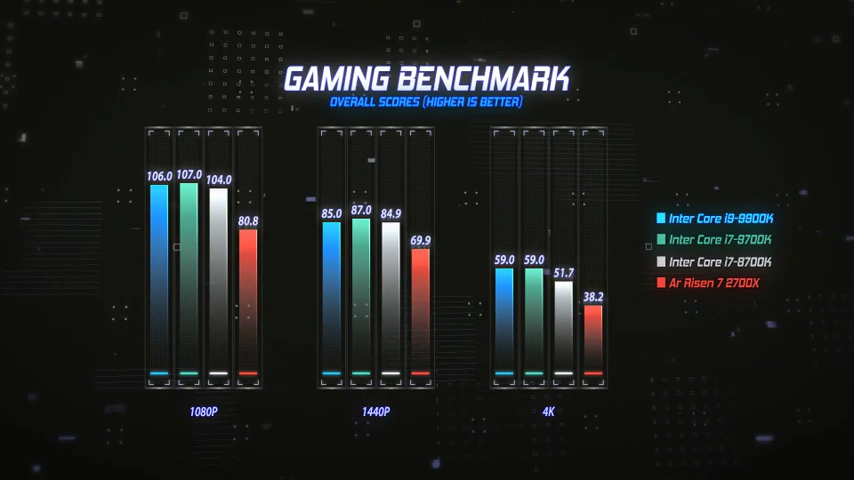 GAMING BENCHMARK
OVERALL SCORES (HIGHER IS BETTER)
106.0 107.0 104.0 80.8
85.0 87.0 84.9 69.9
59.0 59.0 51.7 38.2
Inter Core i9-9900K
Inter Core i7-9700K
Inter Core i7-8700K
Ar Risen 7 2700X
1080P 1440P 4K